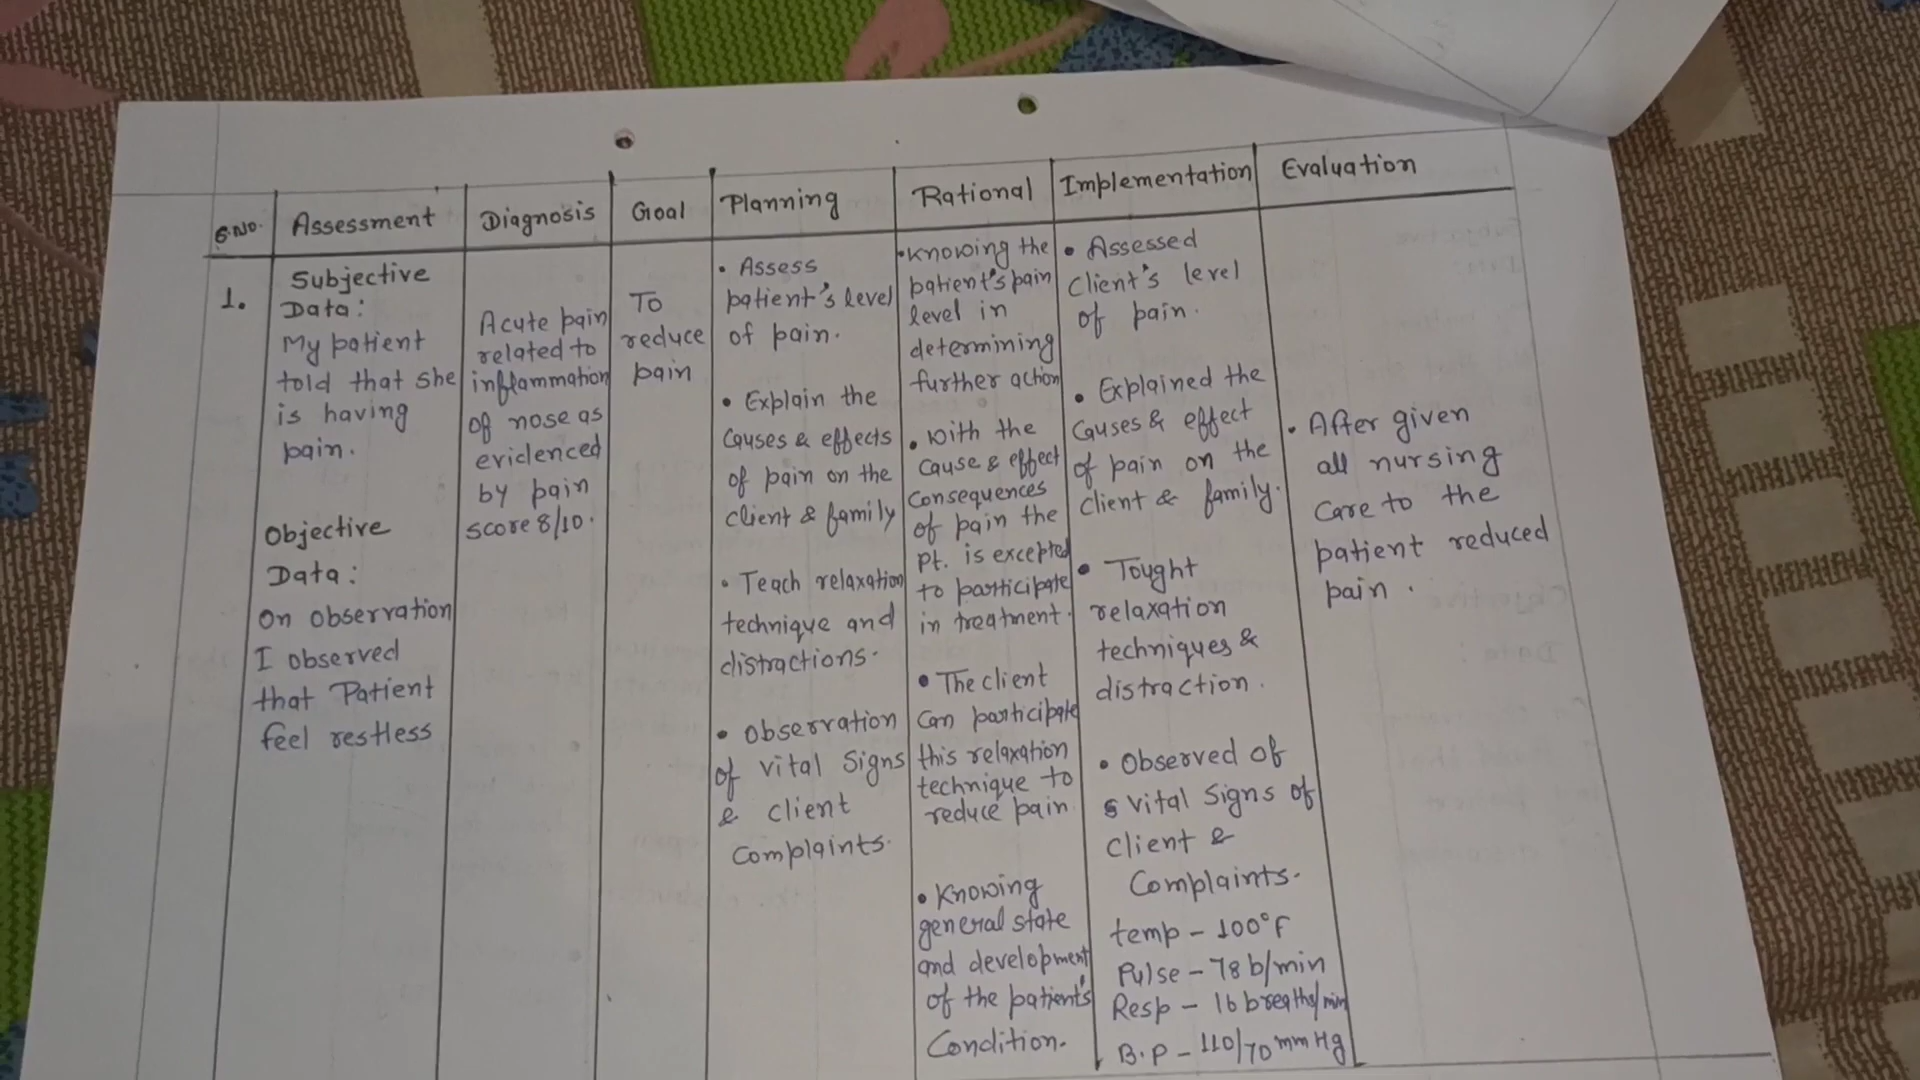 S.No. Assessment Diagnosis Goal Planning Rational Implementation Evaluation
1.
Subjective
Data:
My patient
told that she
is having
pain.
Objective
Data:
On observation
I observed
that Patient
feel restless
Acute pain
related to
inflammation
of nose as
evidenced
by pain
score 8/10.
To
reduce
pain
• Assess
patient's level
of pain.
• Explain the
causes & effects
of pain on the
client & family
• Teach relaxation
technique and
distractions.
• Observation
of vital signs
& client
complaints.
• Knowing the
patient's pain
level in
determining
further action
• With the
cause & effect
consequences
of pain the
pt. is excepted
to participate
in treatment.
• The client
can participate
this relaxation
technique to
reduce pain
• Knowing
general state
and development
of the patient's
condition.
• Assessed
client's level
of pain.
• Explained the
causes & effect
of pain on the
client & family.
• Tought
relaxation
techniques &
distraction.
• Observed of
vital signs of
client &
complaints.
temp - 100°F
Pulse - 78 b/min
Resp - 16 breaths/min
B.P - 110/70 mmHg
• After given
all nursing
care to the
patient reduced
pain.